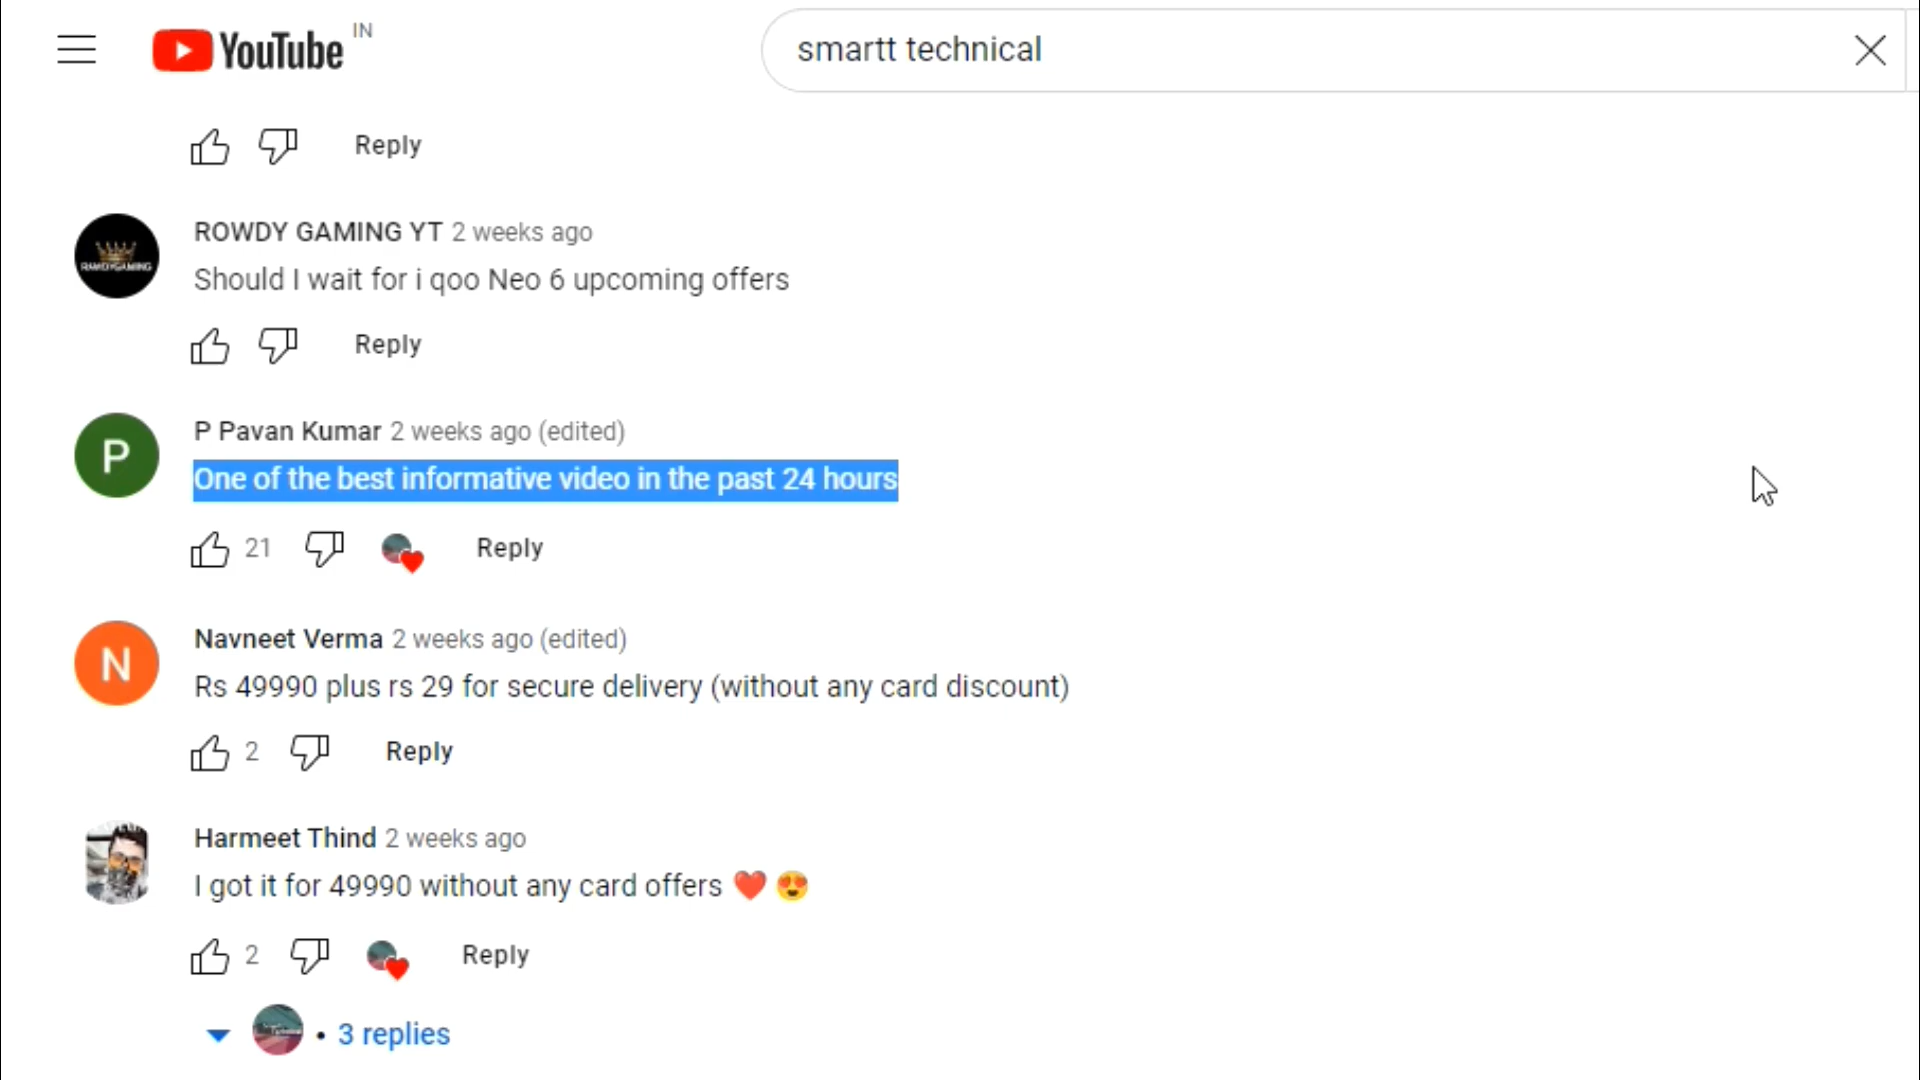 YouTube IN
smartt technical
Reply
ROWDY GAMING YT 2 weeks ago
Should I wait for i qoo Neo 6 upcoming offers
Reply
P
P Pavan Kumar 2 weeks ago (edited)
One of the best informative video in the past 24 hours
21 Reply
N
Navneet Verma 2 weeks ago (edited)
Rs 49990 plus rs 29 for secure delivery (without any card discount)
2 Reply
Harmeet Thind 2 weeks ago
I got it for 49990 without any card offers ❤️ 😍
2 Reply
• 3 replies